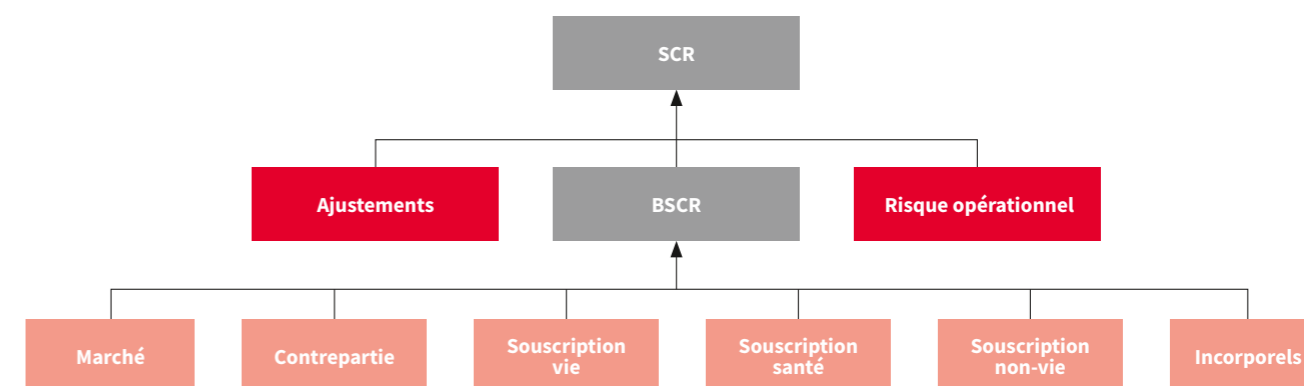 SCR
Ajustements
BSCR
Risque opérationnel
Marché
Contrepartie
Souscription
vie
Souscription
santé
Souscription
non-vie
Incorporels